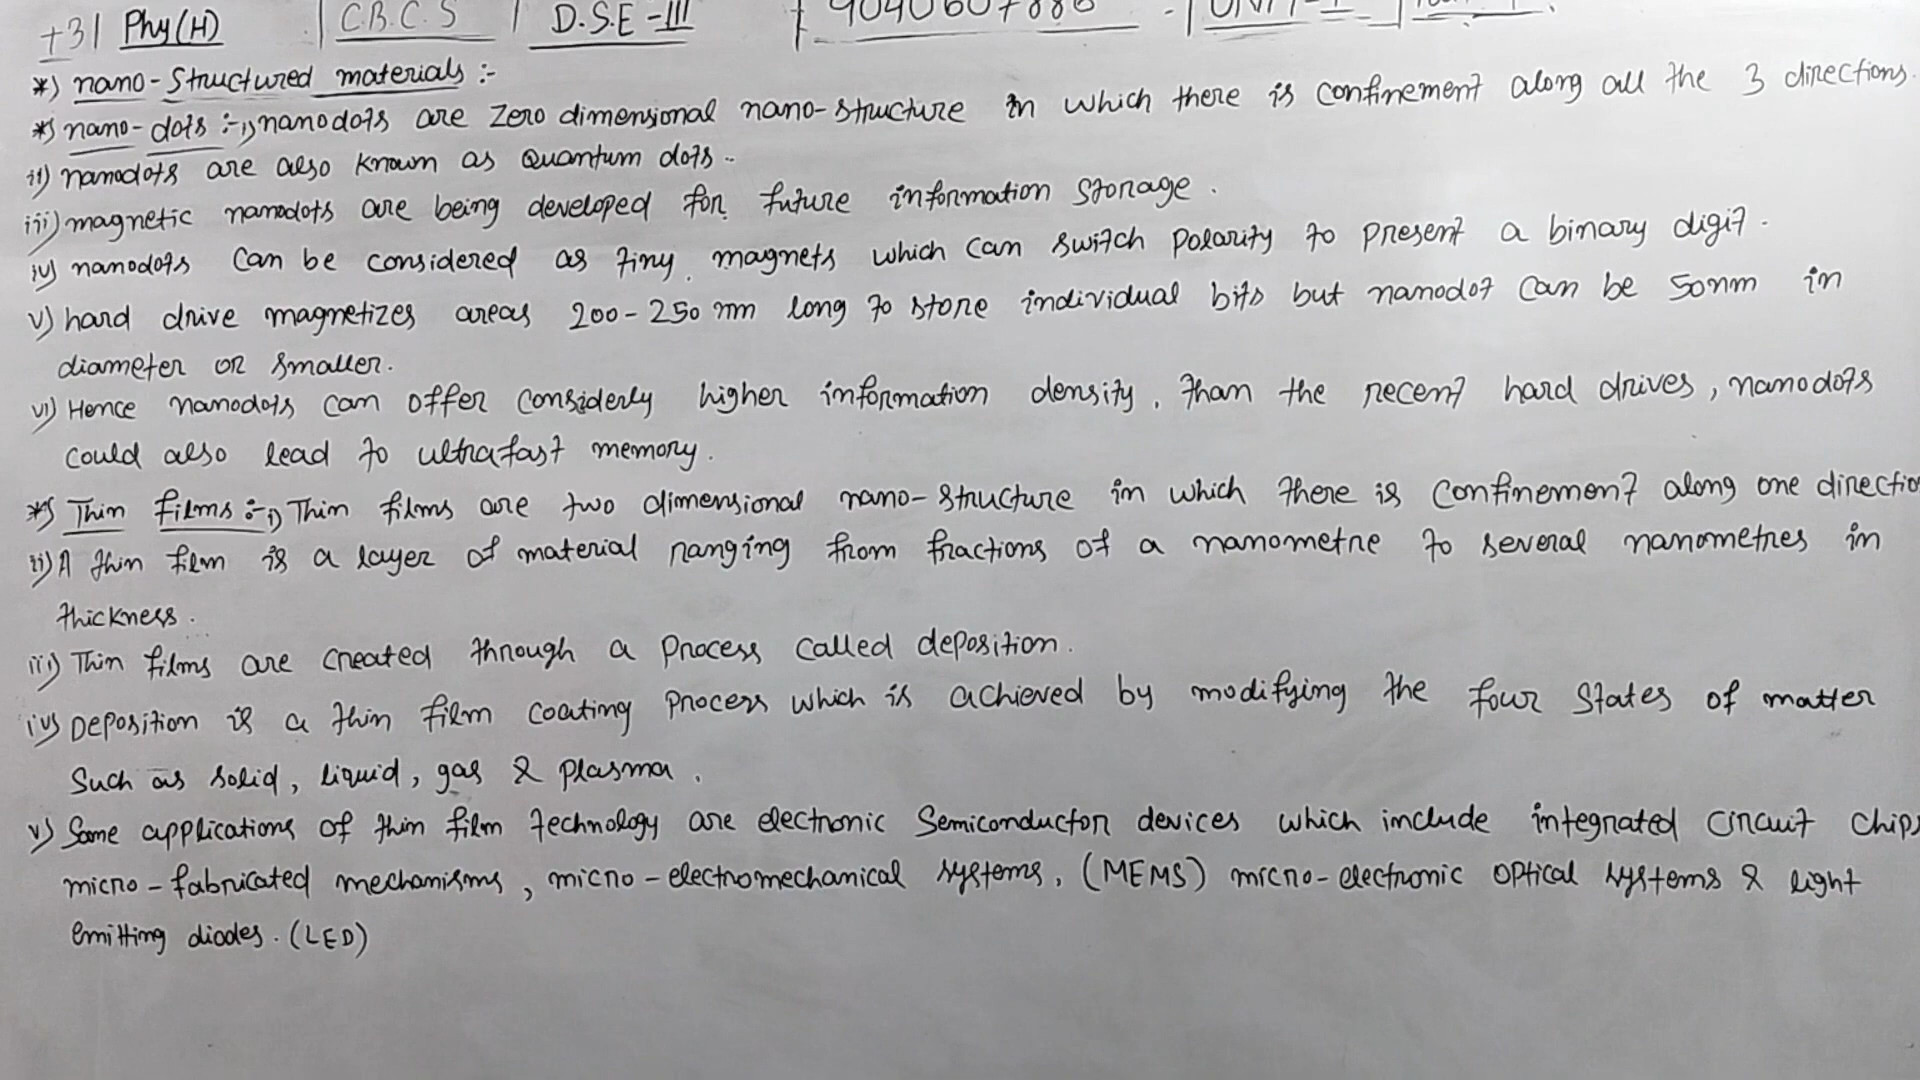 +3 | Phy(H) | C.B.C.S | D.S.E-III | UNIT-1 |
*) nano-structured materials :-
*) nano-dots :- i) nanodots are zero dimensional nano-structure in which there is confinement along all the 3 directions.
ii) nanodots are also known as Quantum dots.
iii) magnetic nanodots are being developed for future information storage.
iv) nanodots can be considered as tiny magnets which can switch polarity to present a binary digit.
v) hard drive magnetizes areas 200-250 nm long to store individual bits but nanodot can be 50nm in
diameter or smaller.
vi) Hence nanodots can offer considerly higher information density, than the recent hard drives, nanodots
could also lead to ultrafast memory.
*) Thin films :- i) Thin films are two dimensional nano-structure in which there is confinement along one directio
ii) A thin film is a layer of material ranging from fractions of a nanometre to several nanometres in
thickness.
iii) Thin films are created through a process called deposition.
iv) Deposition is a thin film coating process which is achieved by modifying the four states of matter
such as solid, liquid, gas & plasma.
v) Some applications of thin film technology are electronic semiconductor devices which include integrated circuit chips
micro-fabricated mechanisms, micro-electromechanical systems, (MEMS) micro-electronic optical systems & light
emitting diodes. (LED)